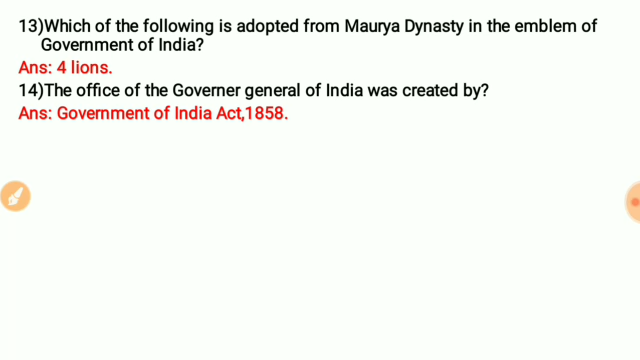 13)Which of the following is adopted from Maurya Dynasty in the emblem of
Government of India?
Ans: 4 lions.
14)The office of the Governer general of India was created by?
Ans: Government of India Act,1858.